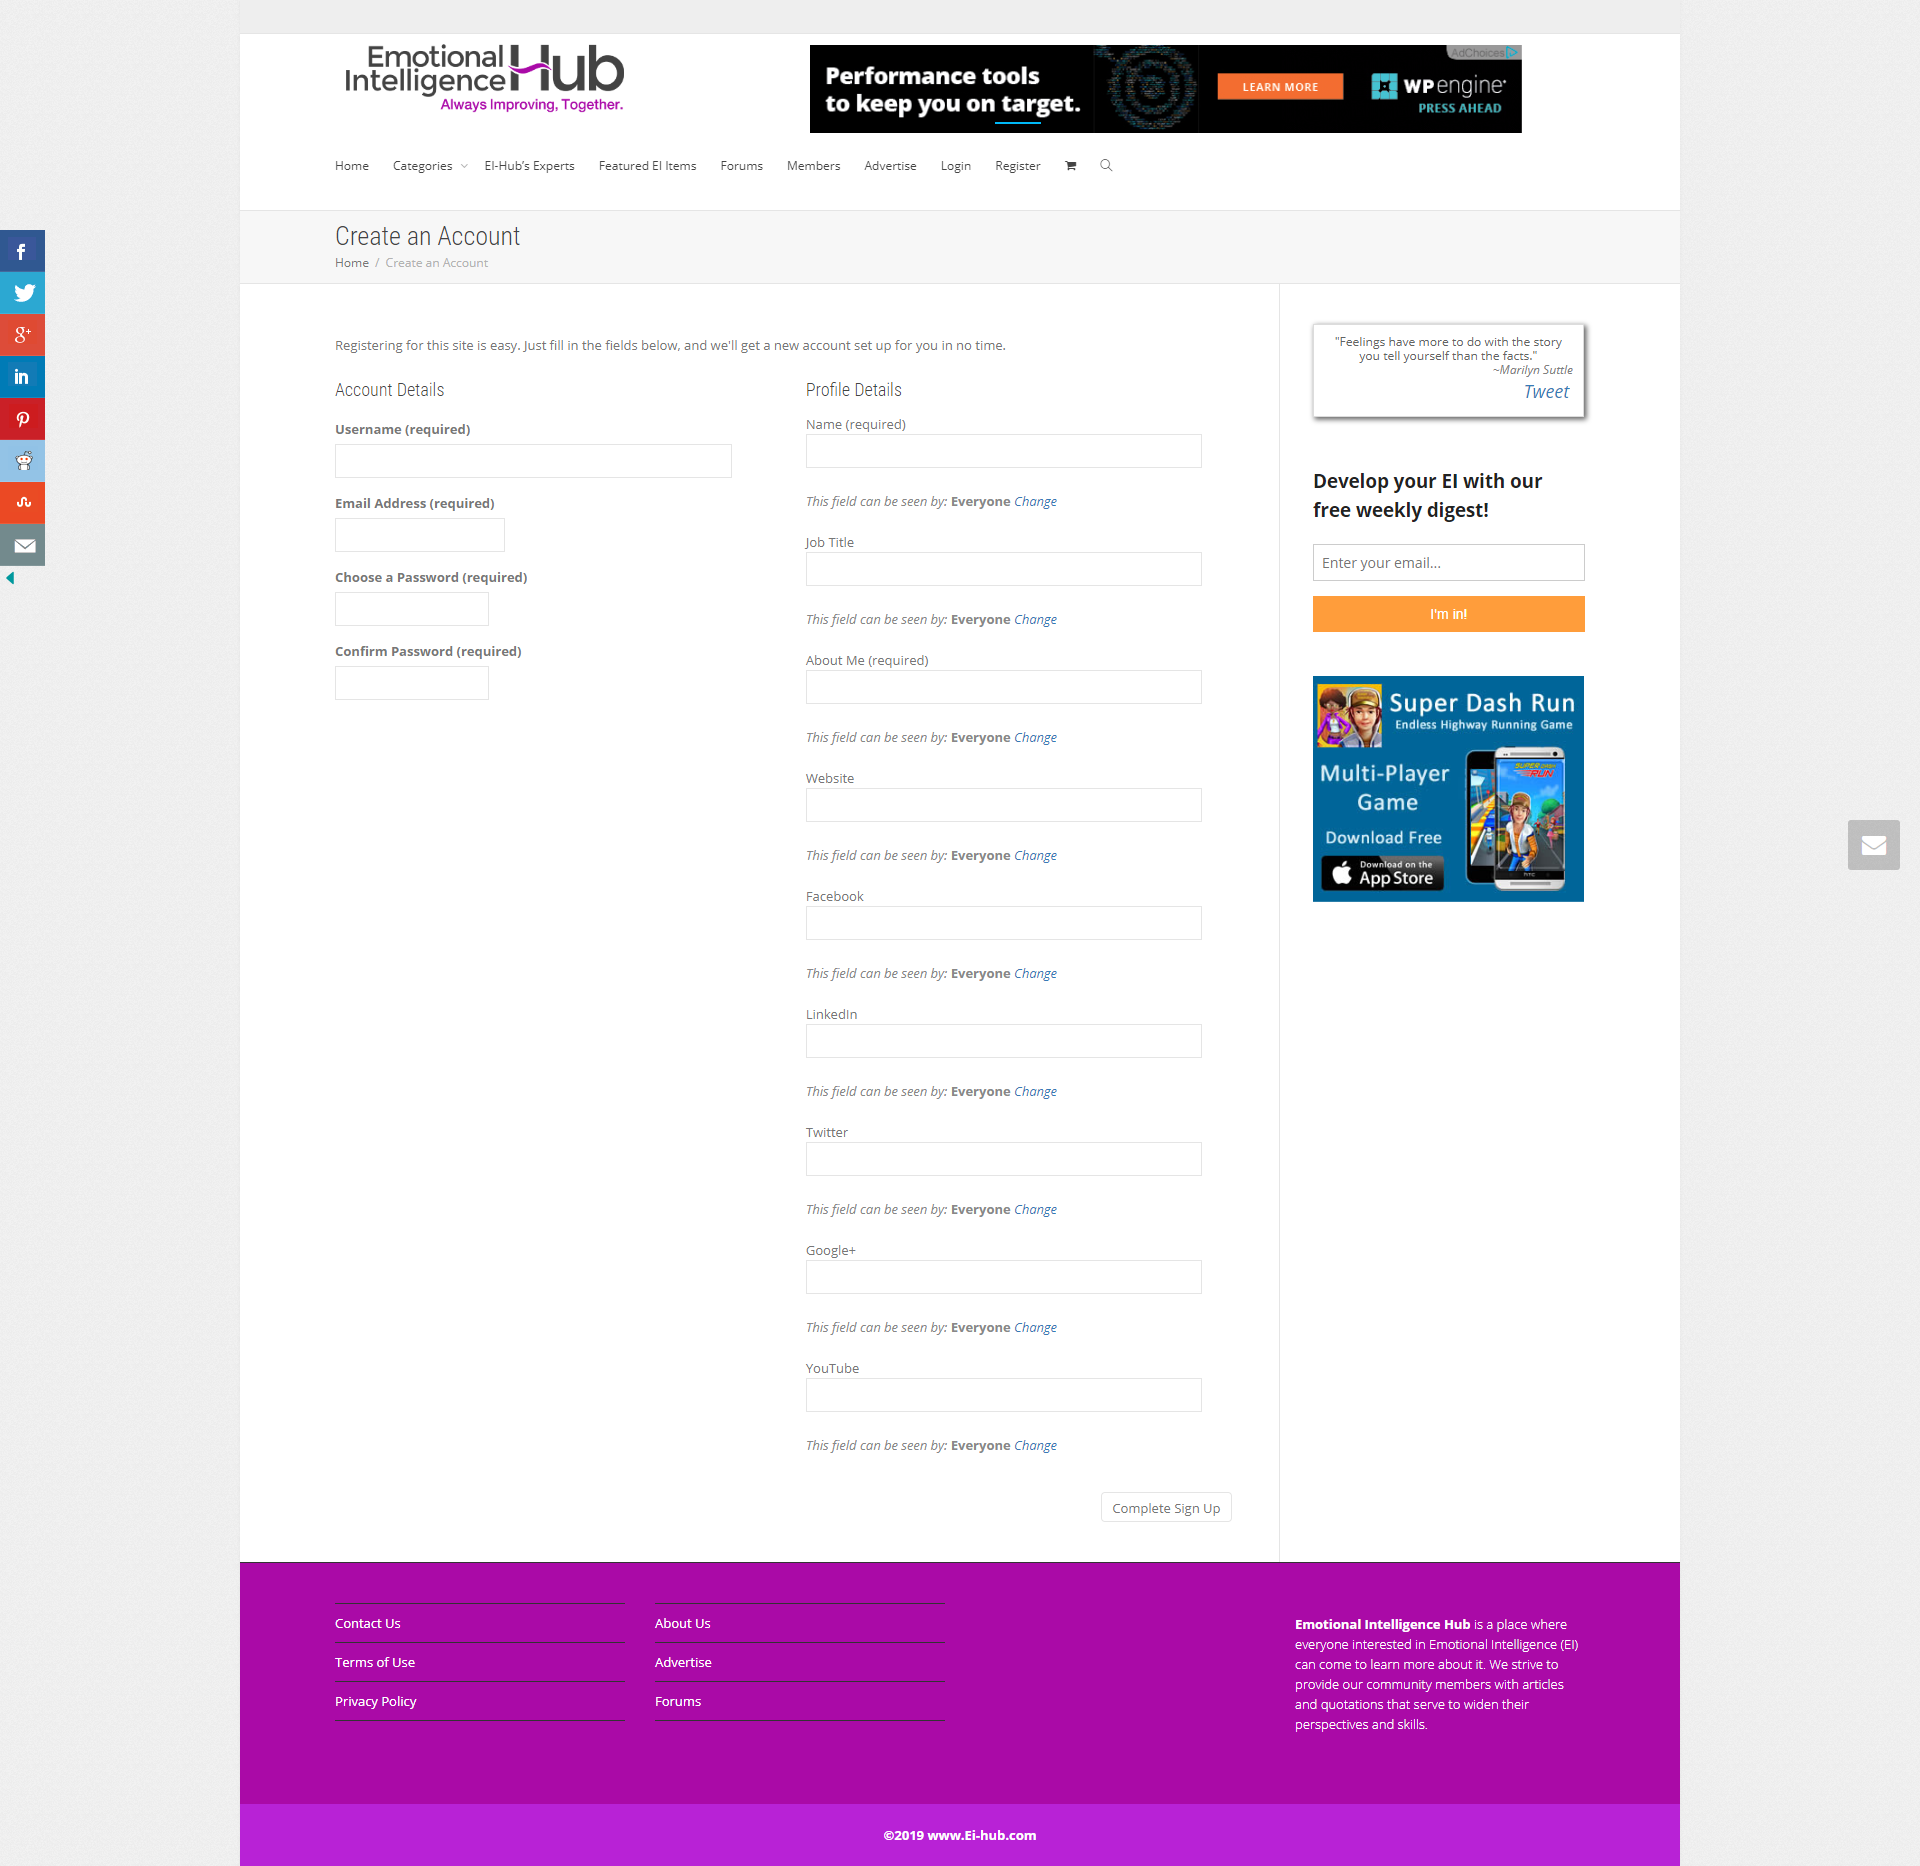 Emotional
Intelligence Hub
Always Improving, Together.
Performance tools
to keep you on target.
LEARN MORE
WPengine
PRESS AHEAD
AdChoices
Home Categories EI-Hub's Experts Featured EI Items Forums Members Advertise Login Register
Create an Account
Home / Create an Account
Registering for this site is easy. Just fill in the fields below, and we'll get a new account set up for you in no time.
Account Details
Username (required)
Email Address (required)
Choose a Password (required)
Confirm Password (required)
Profile Details
Name (required)
This field can be seen by: Everyone Change
Job Title
This field can be seen by: Everyone Change
About Me (required)
This field can be seen by: Everyone Change
Website
This field can be seen by: Everyone Change
Facebook
This field can be seen by: Everyone Change
LinkedIn
This field can be seen by: Everyone Change
Twitter
This field can be seen by: Everyone Change
Google+
This field can be seen by: Everyone Change
YouTube
This field can be seen by: Everyone Change
Complete Sign Up
"Feelings have more to do with the story
you tell yourself than the facts."
~Marilyn Suttle
Tweet
Develop your EI with our
free weekly digest!
Enter your email...
I'm in!
Super Dash Run
Endless Highway Running Game
Multi-Player
Game
Download Free
Download on the
App Store
SUPER DASH
RUN
hTC
Contact Us
Terms of Use
Privacy Policy
About Us
Advertise
Forums
Emotional Intelligence Hub is a place where
everyone interested in Emotional Intelligence (EI)
can come to learn more about it. We strive to
provide our community members with articles
and quotations that serve to widen their
perspectives and skills.
©2019 www.Ei-hub.com